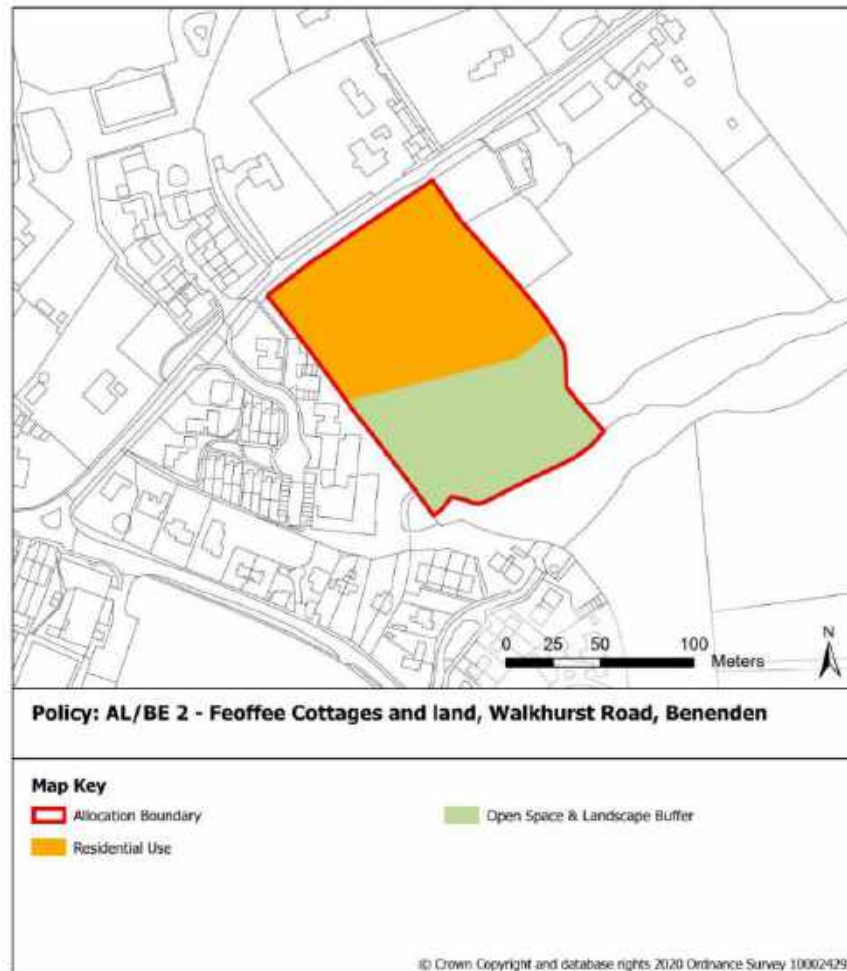 0 25 50 100
Meters
N
Policy: AL/BE 2 - Feoffee Cottages and land, Walkhurst Road, Benenden
Map Key
Allocation Boundary
Open Space & Landscape Buffer
Residential Use
© Crown Copyright and database rights 2020 Ordnance Survey 10002429